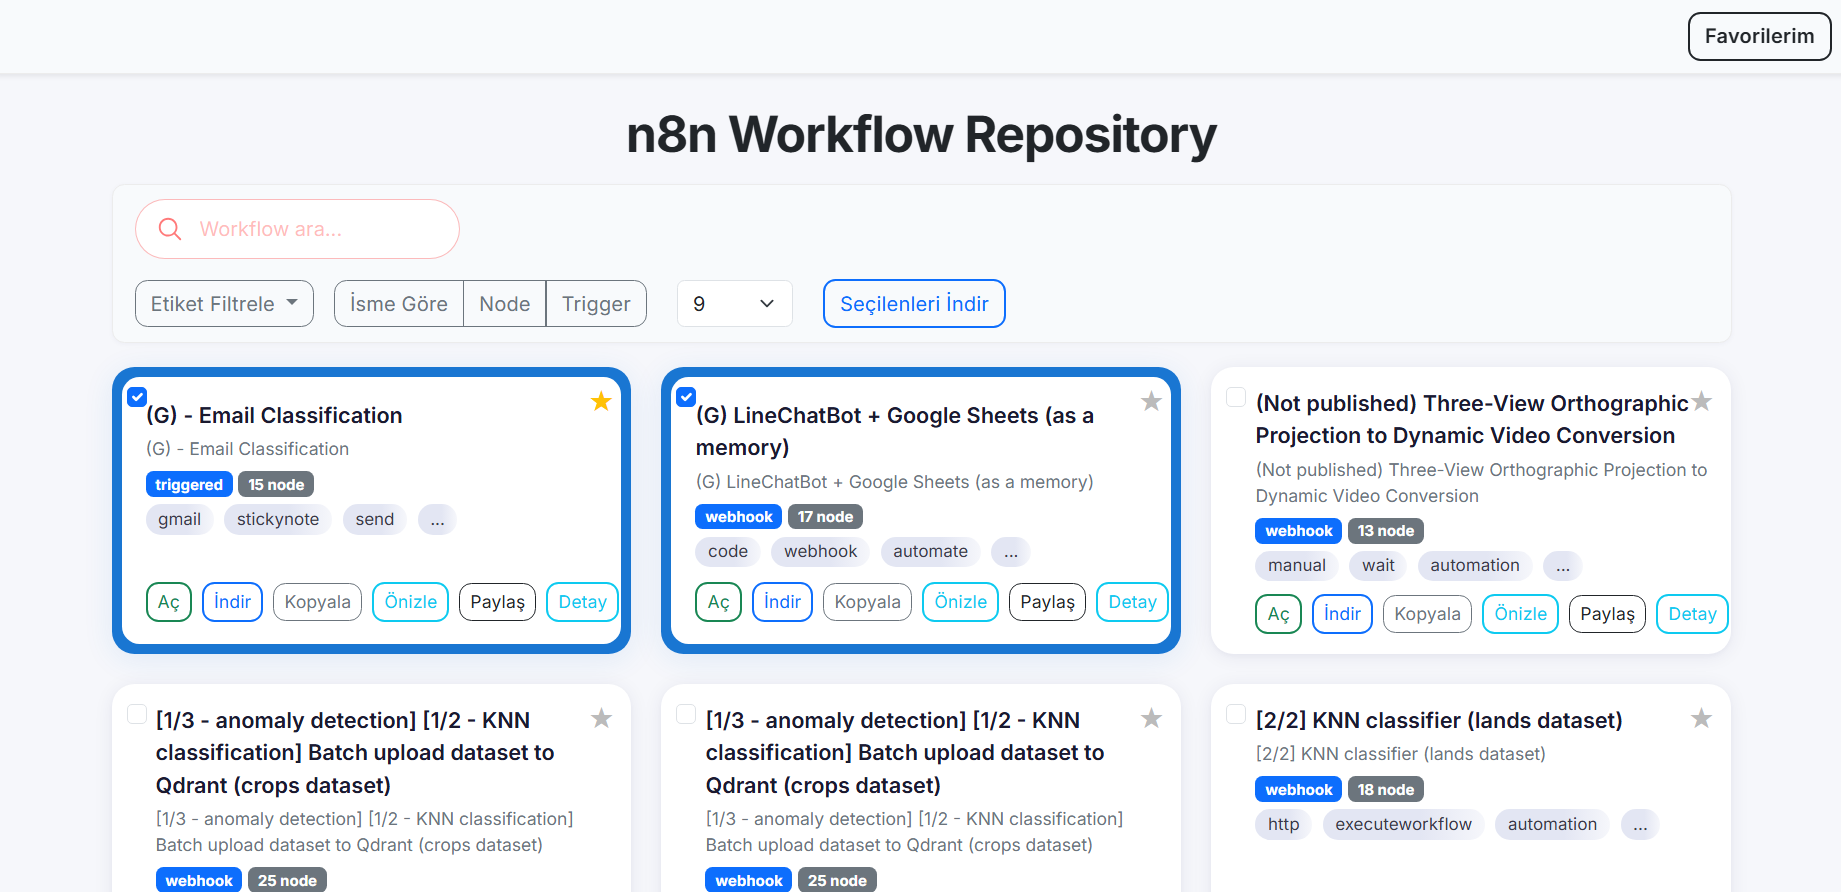 Favorilerim
n8n Workflow Repository
Workflow ara...
Etiket Filtrele
İsme Göre
Node
Trigger
9
Seçilenleri İndir
(G) - Email Classification
(G) - Email Classification
triggered 15 node
gmail stickynote send ...
Aç İndir Kopyala Önizle Paylaş Detay
(G) LineChatBot + Google Sheets (as a
memory)
(G) LineChatBot + Google Sheets (as a memory)
webhook 17 node
code webhook automate ...
Aç İndir Kopyala Önizle Paylaş Detay
(Not published) Three-View Orthographic
Projection to Dynamic Video Conversion
(Not published) Three-View Orthographic Projection to
Dynamic Video Conversion
webhook 13 node
manual wait automation ...
Aç İndir Kopyala Önizle Paylaş Detay
[1/3 - anomaly detection] [1/2 - KNN
classification] Batch upload dataset to
Qdrant (crops dataset)
[1/3 - anomaly detection] [1/2 - KNN classification]
Batch upload dataset to Qdrant (crops dataset)
webhook 25 node
[1/3 - anomaly detection] [1/2 - KNN
classification] Batch upload dataset to
Qdrant (crops dataset)
[1/3 - anomaly detection] [1/2 - KNN classification]
Batch upload dataset to Qdrant (crops dataset)
webhook 25 node
[2/2] KNN classifier (lands dataset)
[2/2] KNN classifier (lands dataset)
webhook 18 node
http executeworkflow automation ...